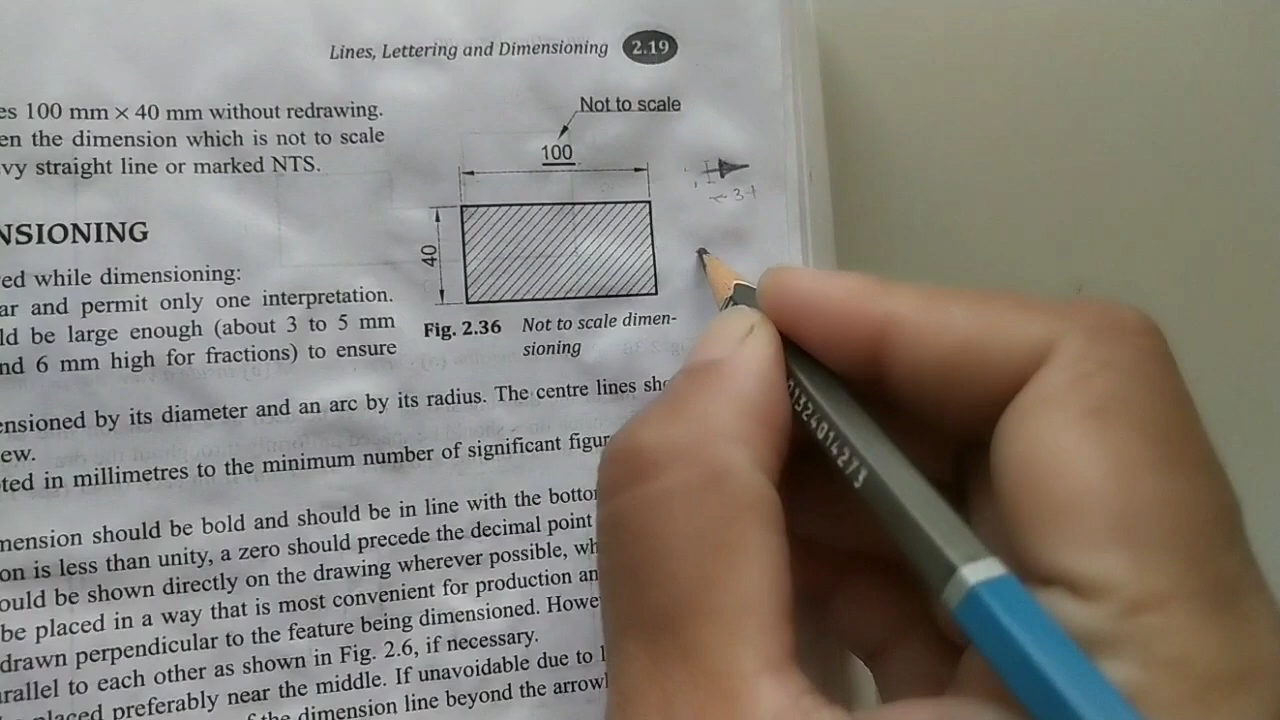 Lines, Lettering and Dimensioning 2.19
es 100 mm × 40 mm without redrawing.
en the dimension which is not to scale
vy straight line or marked NTS.
Not to scale
100
40
Fig. 2.36 Not to scale dimen-
sioning
NSIONING
ed while dimensioning:
ar and permit only one interpretation.
ld be large enough (about 3 to 5 mm
nd 6 mm high for fractions) to ensure
ensioned by its diameter and an arc by its radius. The centre lines sho
ew.
ted in millimetres to the minimum number of significant figur
mension should be bold and should be in line with the botto
on is less than unity, a zero should precede the decimal point
ould be shown directly on the drawing wherever possible, wh
be placed in a way that is most convenient for production an
drawn perpendicular to the feature being dimensioned. Howe
rallel to each other as shown in Fig. 2.6, if necessary.
placed preferably near the middle. If unavoidable due to l
of the dimension line beyond the arrow
3
01324014273